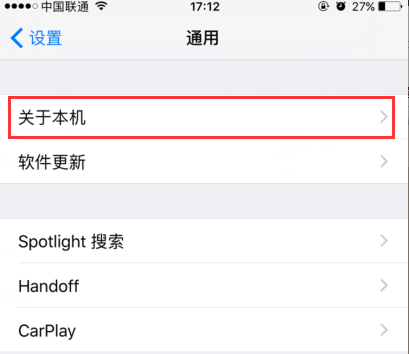 中国联通 17:12 27%
设置 通用
关于本机
软件更新
Spotlight 搜索
Handoff
CarPlay